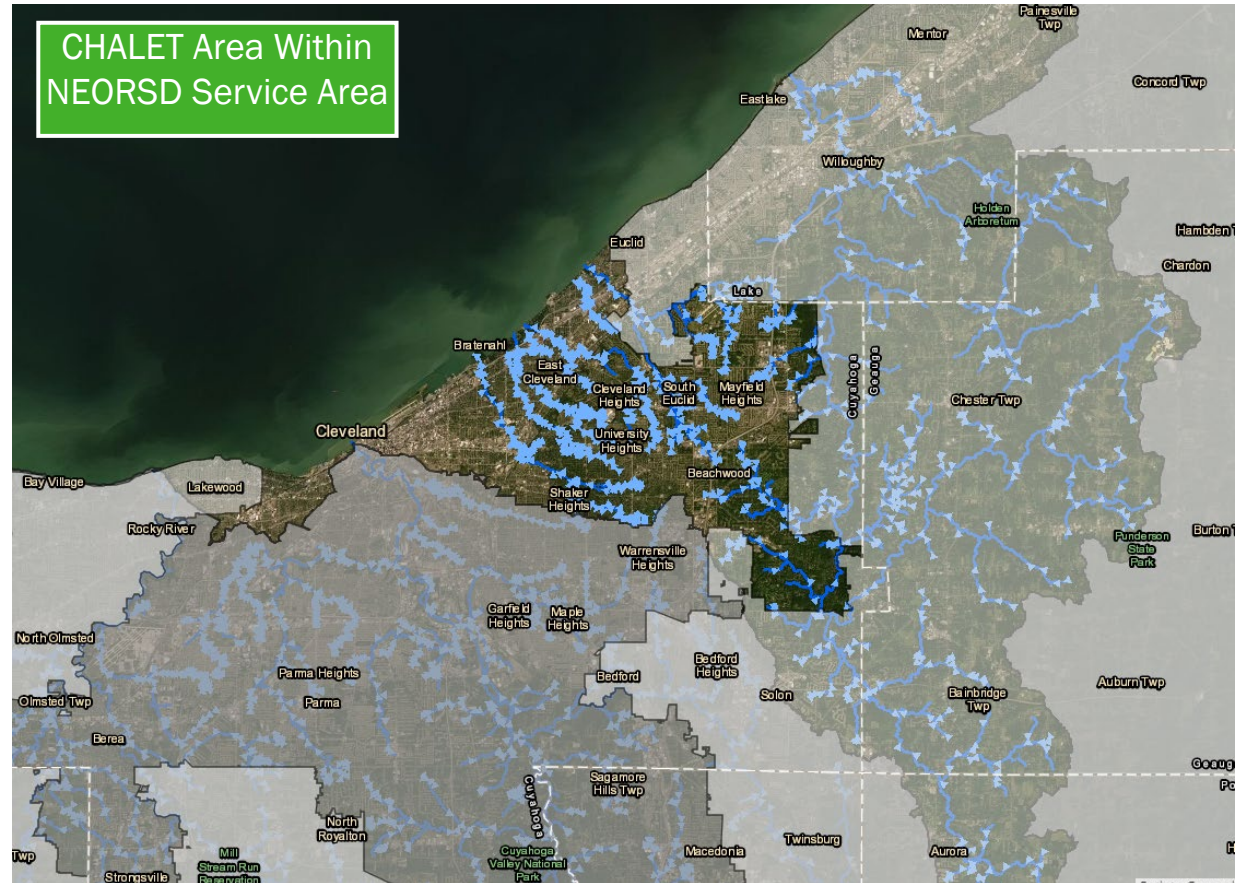 CHALET Area Within
NEORSD Service Area
Painesville
Twp
Mentor
Concord Twp
Eastlake
Willoughby
Holden
Arboretum
Hambden
Chardon
Euclid
Lake
Bratenahl
East
Cleveland
Cleveland
Heights
South
Euclid
Mayfield
Heights
Cuyahoga
Geauga
Chester Twp
Cleveland
University
Heights
Beachwood
Bay Village
Lakewood
Shaker
Heights
Rocky River
Warrensville
Heights
Punderson
State
Park
Burton
North Olmsted
Garfield
Heights
Maple
Heights
Parma Heights
Bedford
Bedford
Heights
Olmsted Twp
Parma
Solon
Bainbridge
Twp
Auburn Twp
Berea
Sagamore
Hills Twp
Cuyahoga
North
Royalton
Twp
Mill
Stream Run
Reservation
Strongsville
Cuyahoga
Valley National
Park
Macedonia
Twinsburg
Aurora